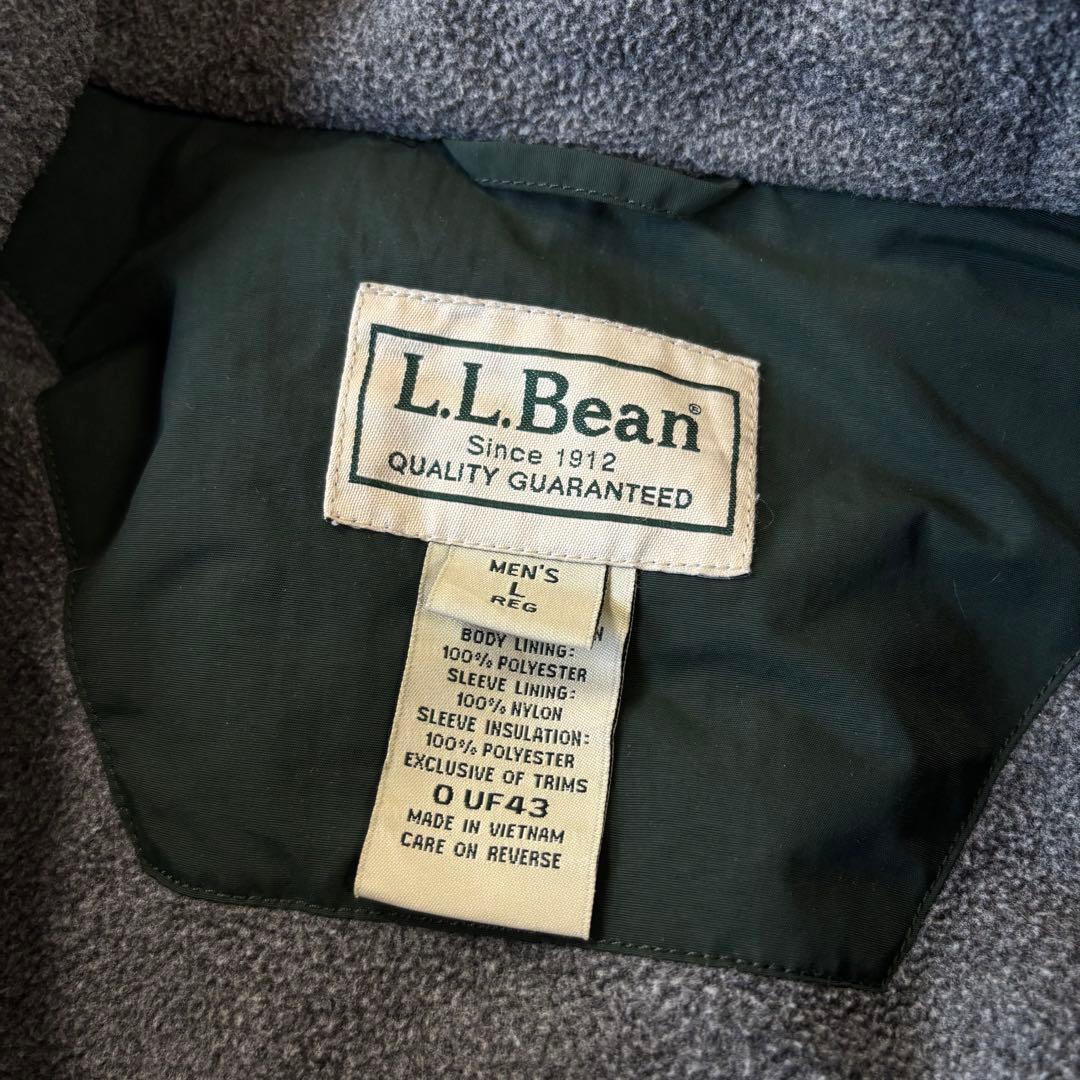 L.L.Bean®
Since 1912
QUALITY GUARANTEED
MEN'S
L
REG
N
BODY LINING:
100% POLYESTER
SLEEVE LINING:
100% NYLON
SLEEVE INSULATION:
100% POLYESTER
EXCLUSIVE OF TRIMS
0 UF43
MADE IN VIETNAM
CARE ON REVERSE